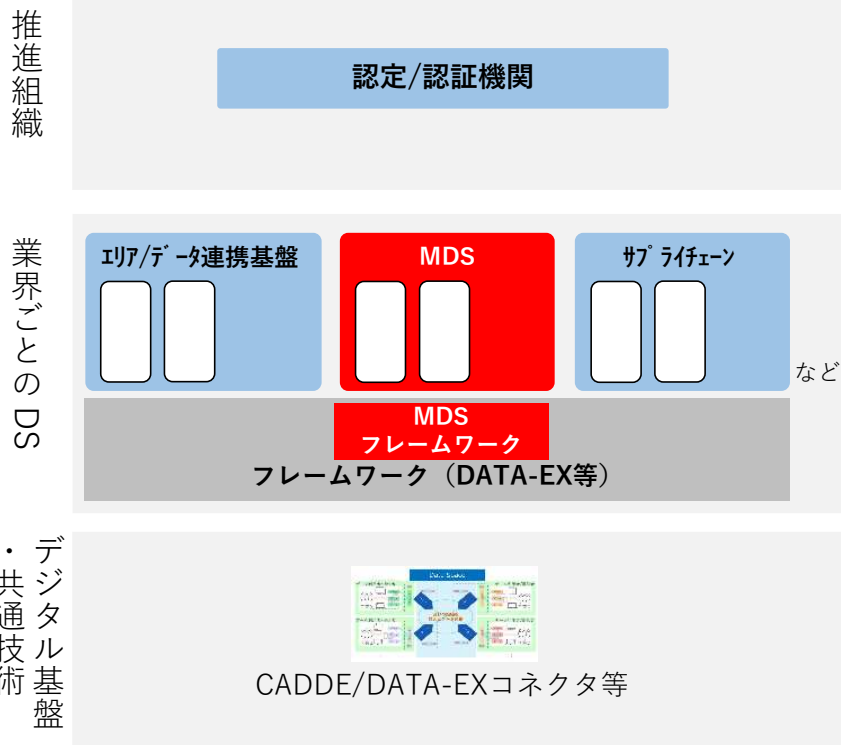 推進組織
認定/認証機関
業界ごとの DS
ｴﾘｱ/ﾃﾞｰﾀ連携基盤
MDS
ｻﾌﾟﾗｲﾁｪｰﾝ
など
MDS
フレームワーク
フレームワーク（DATA-EX等）
デジタル基盤
・共通技術
Data Space
CADDE/DATA-EXコネクタ等